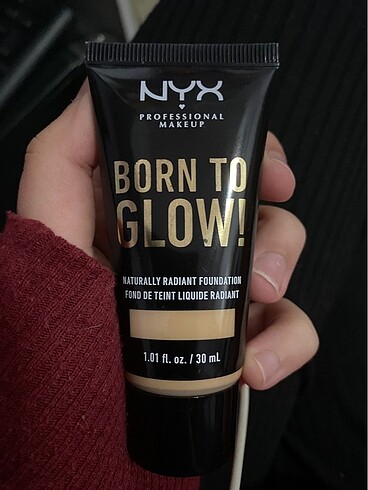 NYX
PROFESSIONAL
MAKEUP
BORN TO
GLOW!
NATURALLY RADIANT FOUNDATION
FOND DE TEINT LIQUIDE RADIANT
1.01 fl. oz. / 30 mL